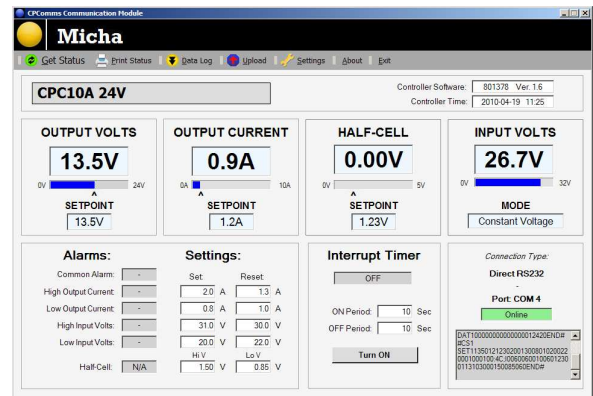 CPComms Communication Module
Micha
Get Status Print Status Data Log Upload Settings About Exit
CPC10A 24V
Controller Software: 801378 Ver. 1.6
Controller Time: 2010-04-19 11:25
OUTPUT VOLTS OUTPUT CURRENT HALF-CELL INPUT VOLTS
13.5V 0.9A 0.00V 26.7V
0V 24V 0A 10A 0V 5V 0V 32V
SETPOINT SETPOINT SETPOINT MODE
13.5V 1.2A 1.23V Constant Voltage
Alarms: Settings:
Set: Reset:
Common Alarm: -
High Output Current: - 2.0 A 1.3 A
Low Output Current: - 0.8 A 1.0 A
High Input Volts: - 31.0 V 30.0 V
Low Input Volts: - 20.0 V 22.0 V
Hi V Lo V
Half-Cell: N/A 1.50 V 0.85 V
Interrupt Timer
OFF
ON Period: 10 Sec
OFF Period: 10 Sec
Turn ON
Connection Type:
Direct RS232
-
Port: COM 4
Online
DAT10000000000000012420END#
#CS1